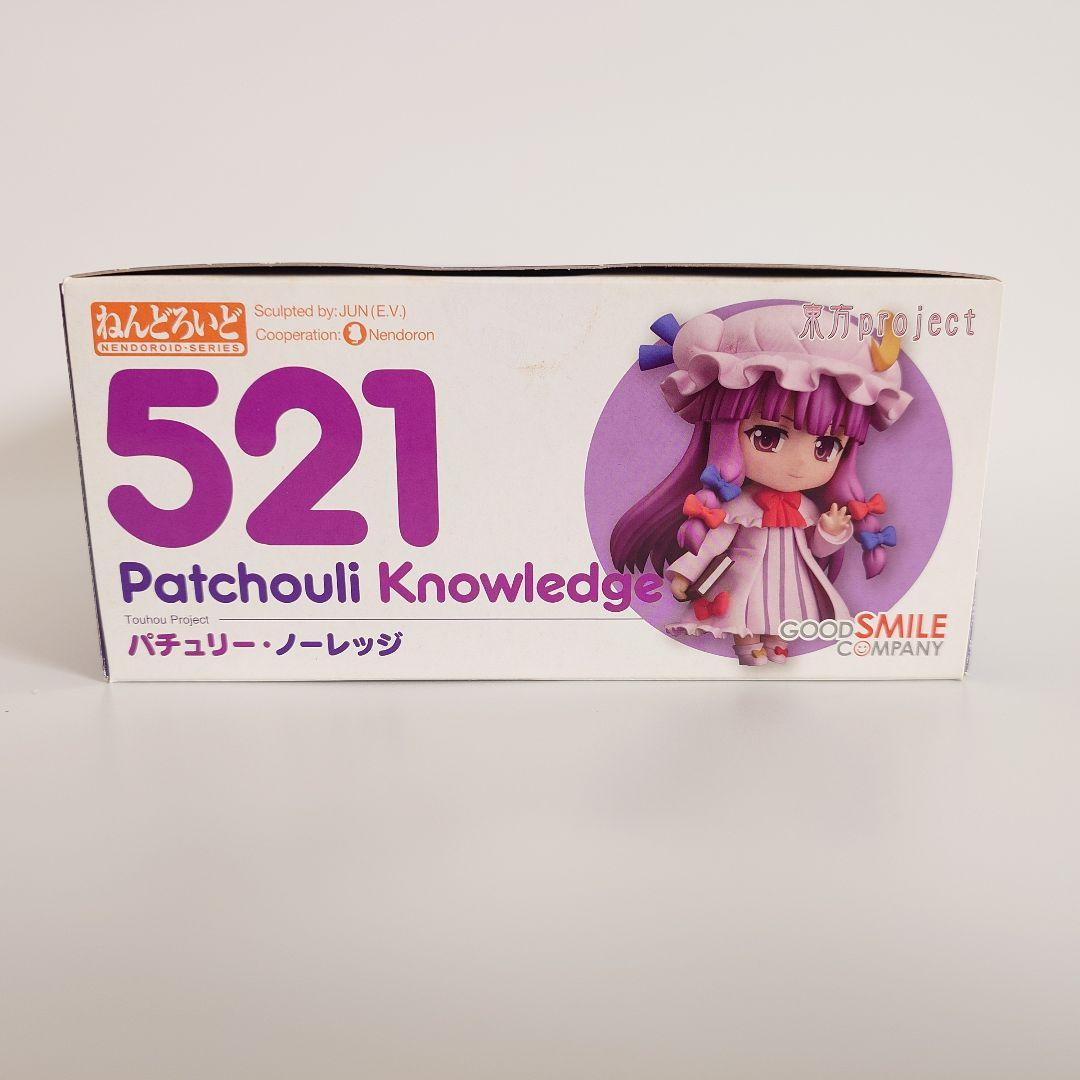 ねんどろいど
NENDOROID·SERIES
Sculpted by: JUN (E.V.)
Cooperation: Nendoron
東方project
521
Patchouli Knowledge
Touhou Project
パチュリー・ノーレッジ
GOOD SMILE
COMPANY